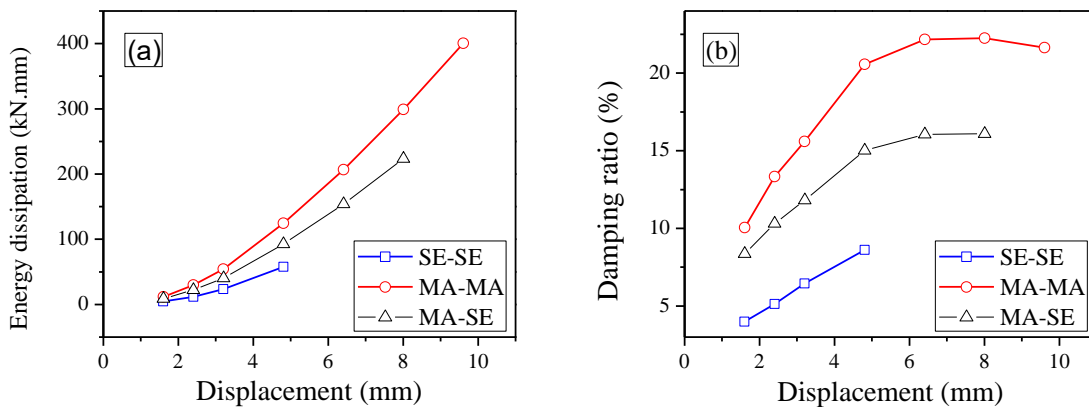 (a)
Energy dissipation (kN.mm)
400
300
200
100
0
SE-SE
MA-MA
MA-SE
0 2 4 6 8 10
Displacement (mm)
(b)
Damping ratio (%)
20
15
10
5
SE-SE
MA-MA
MA-SE
0 2 4 6 8 10
Displacement (mm)